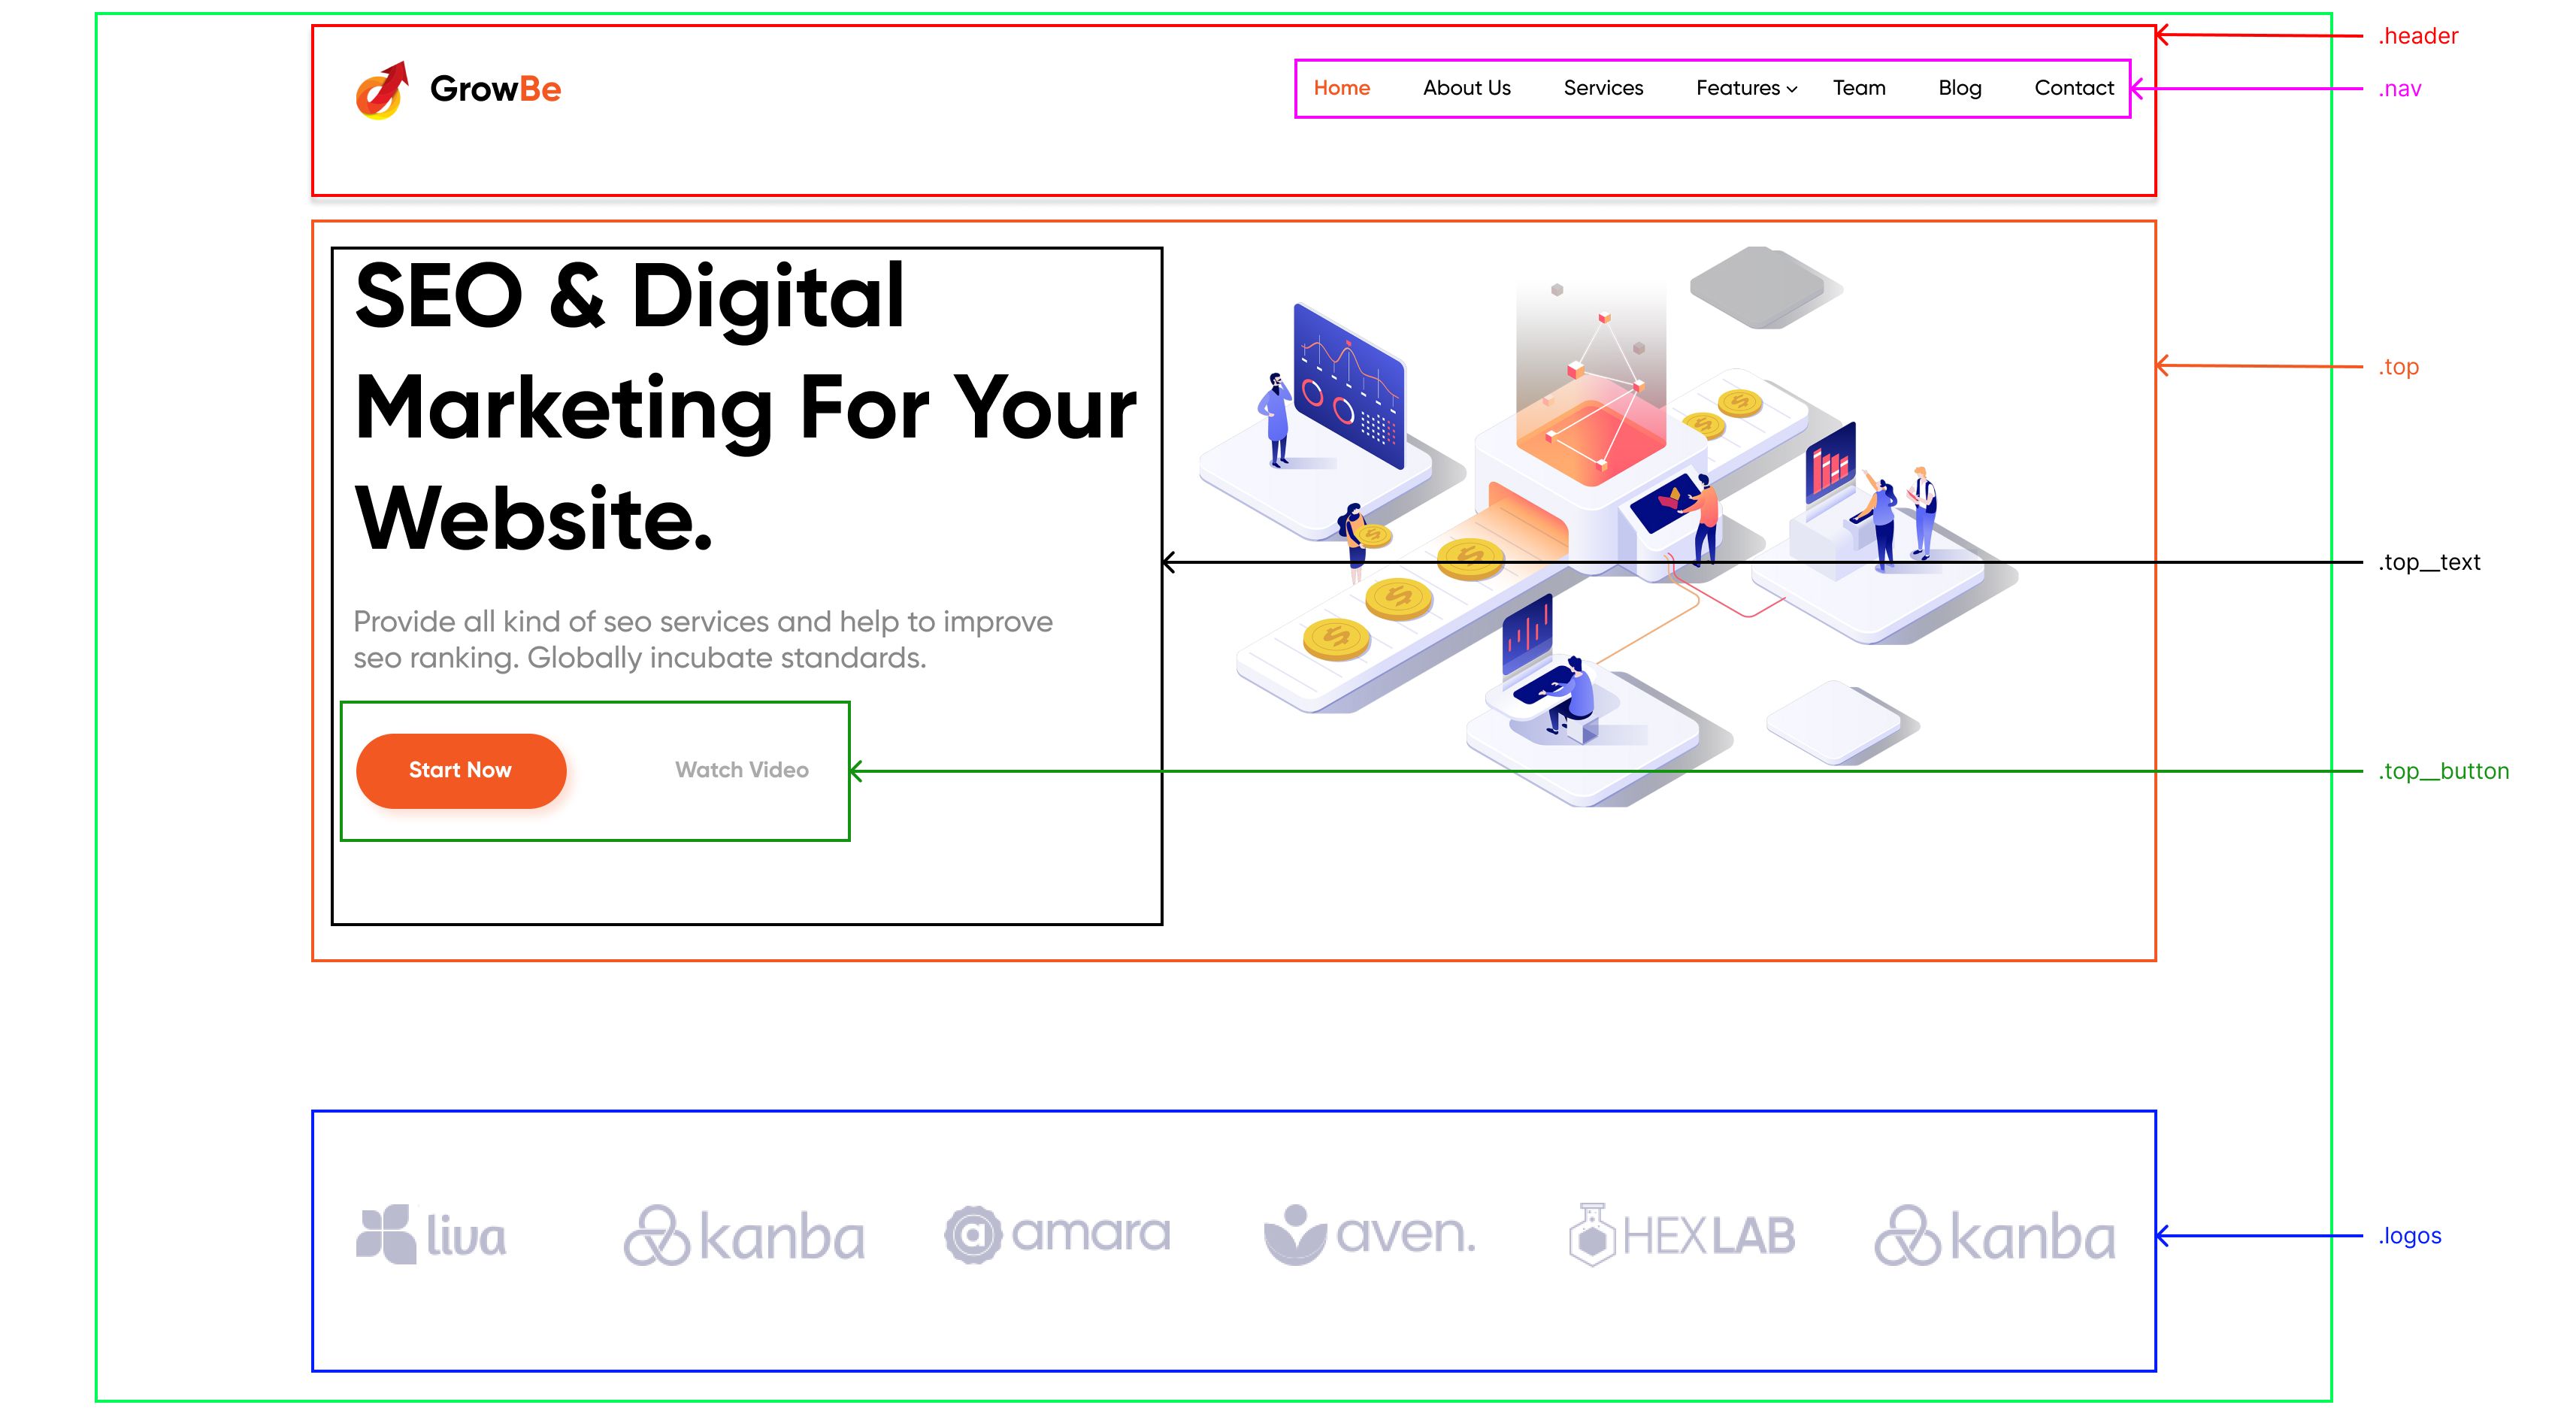 .header
GrowBe
Home About Us Services Features Team Blog Contact
.nav
SEO & Digital
Marketing For Your
Website.
.top
.top__text
Provide all kind of seo services and help to improve
seo ranking. Globally incubate standards.
Start Now Watch Video
.top__button
liva kanba amara aven. HEXLAB kanba
.logos